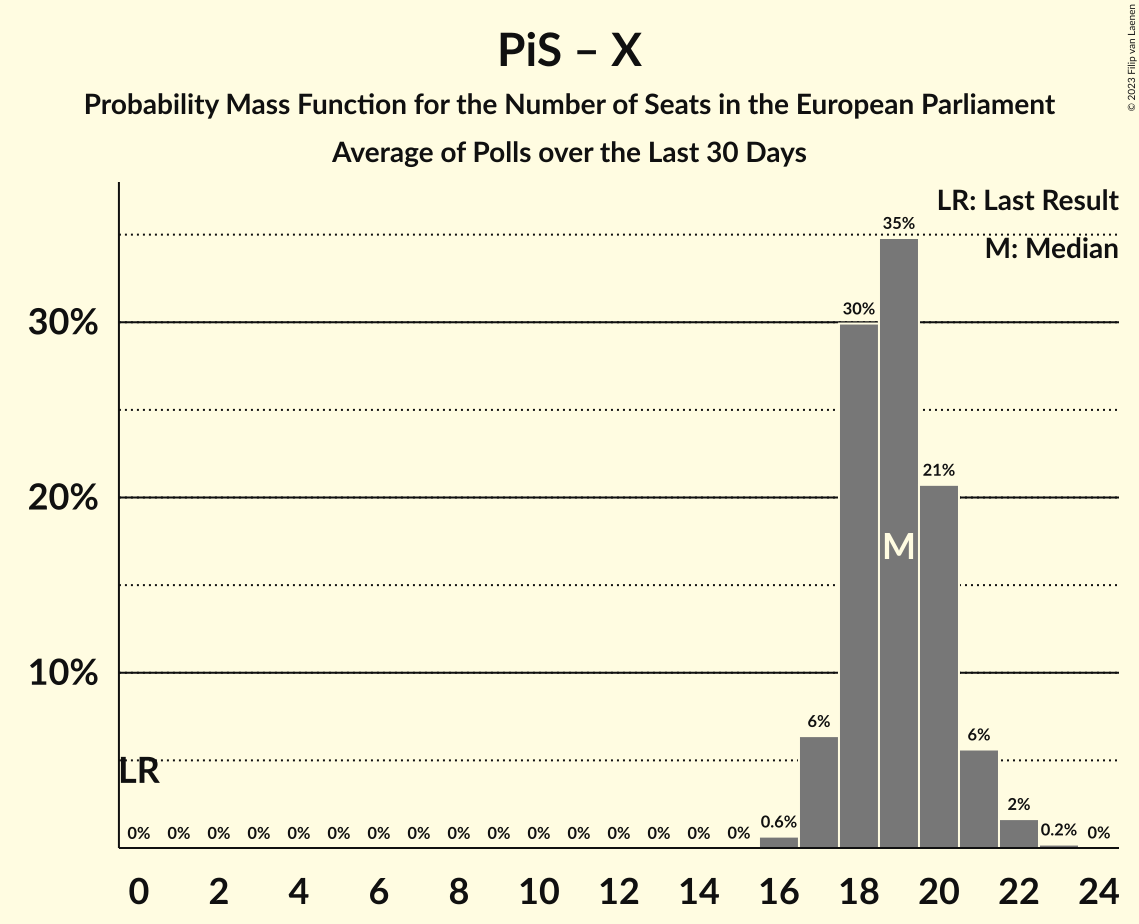 PiS – X
Probability Mass Function for the Number of Seats in the European Parliament
Average of Polls over the Last 30 Days
© 2023 Filip van Laenen
LR: Last Result
M: Median
35%
30%
30%
21%
20%
M
10%
6%
6%
LR
2%
0% 0% 0% 0% 0% 0% 0% 0% 0% 0% 0% 0% 0% 0% 0% 0% 0.6% 0.2% 0%
0 2 4 6 8 10 12 14 16 18 20 22 24